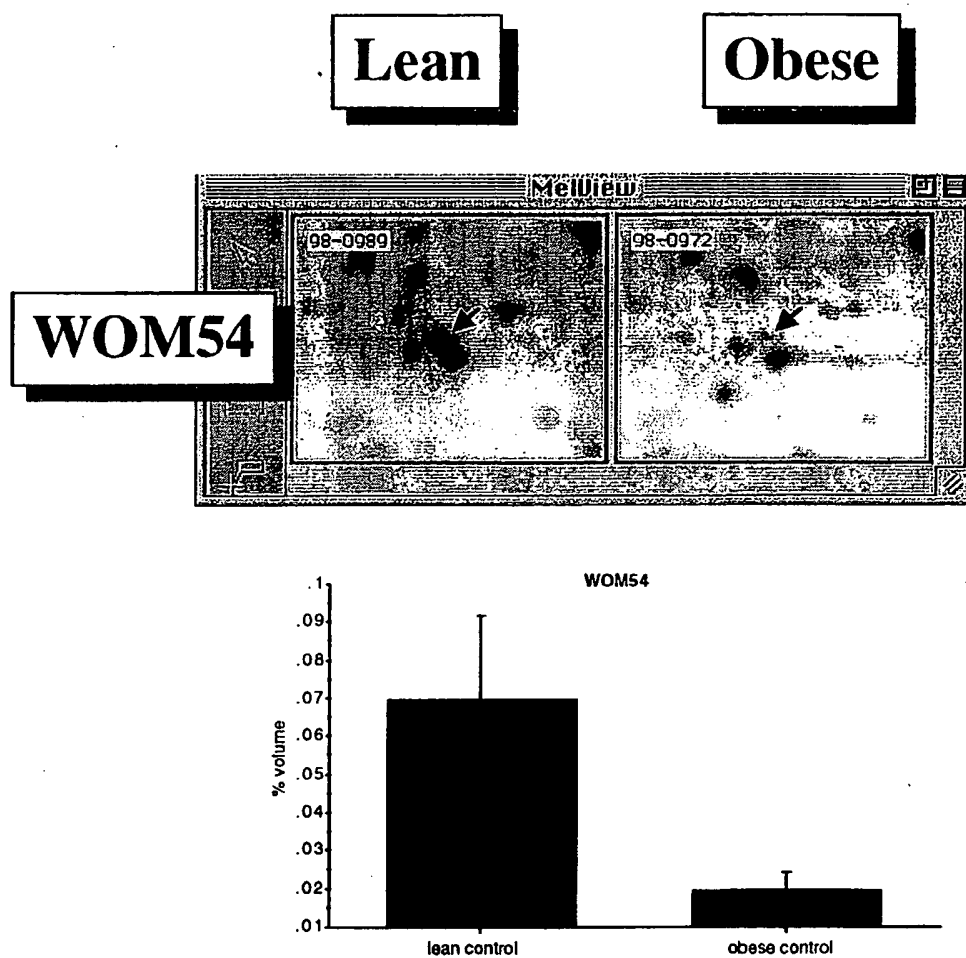 Lean
Obese
MelView
98-0989
98-0972
WOM54
WOM54
.1
.09
.08
.07
.06
.05
.04
.03
.02
.01
% volume
lean control
obese control